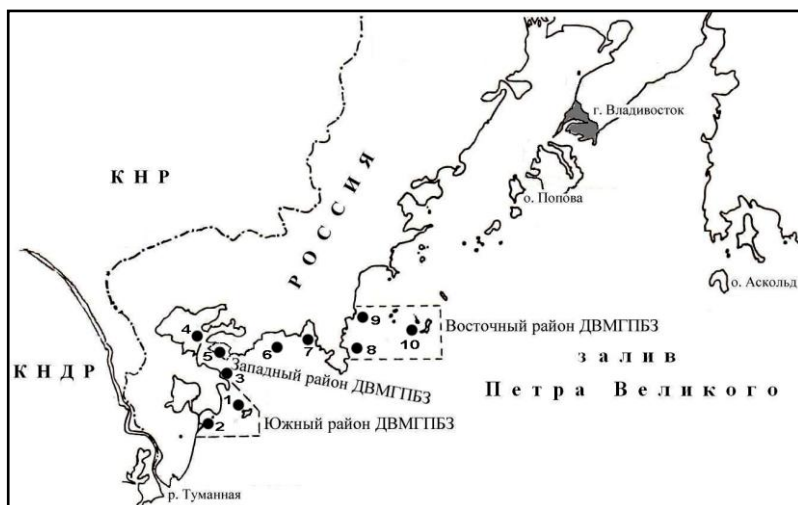 г. Владивосток
КНР
РОССИЯ
о. Попова
о. Аскольд
4
9
10
Восточный район ДВМГПБЗ
5
6
7
8
залив
КНДР
3
Западный район ДВМГПБЗ
Петра Великого
1
2
Южный район ДВМГПБЗ
р. Туманная